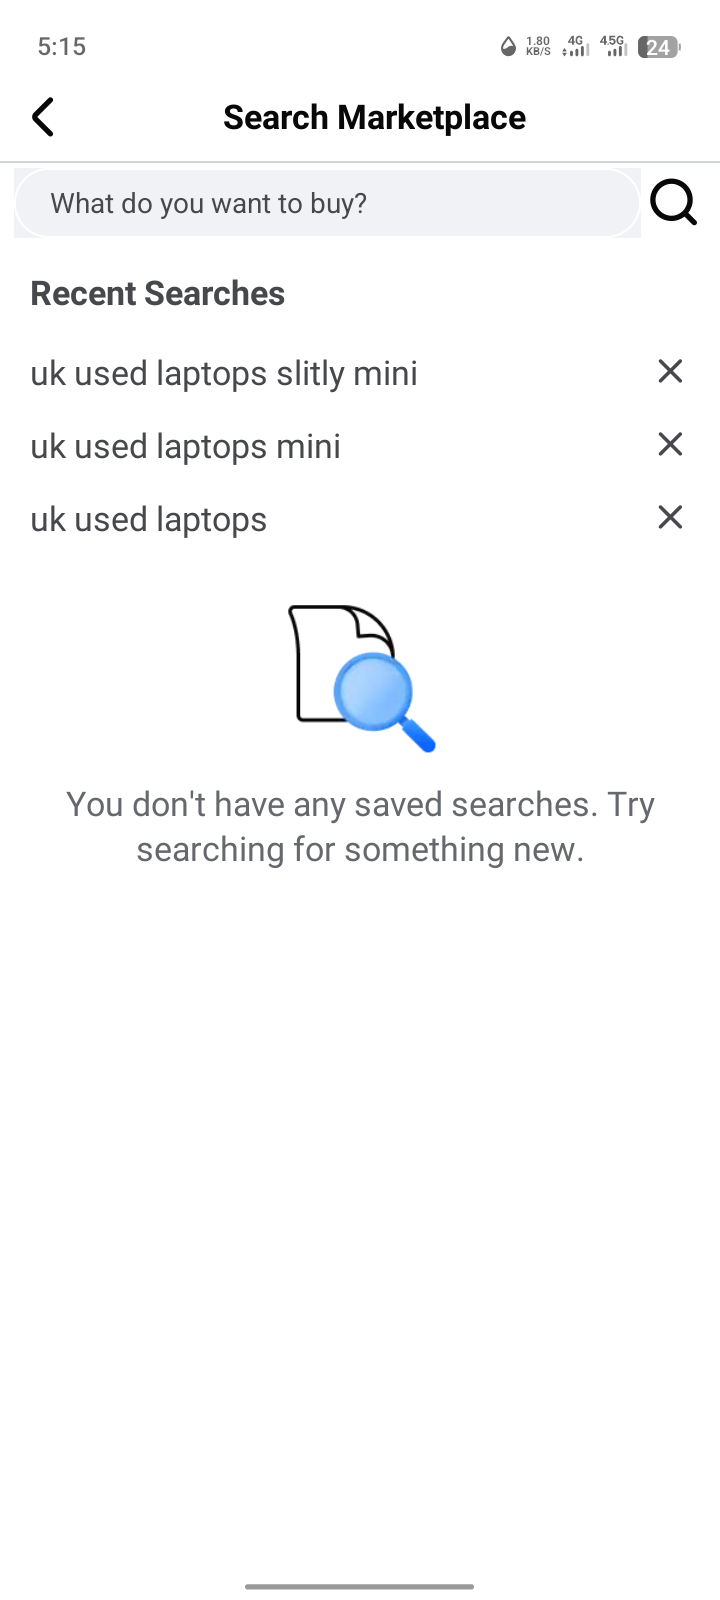 5:15
1.80
KB/S
4G
4.5G
24
Search Marketplace
What do you want to buy?
Recent Searches
uk used laptops slitly mini
uk used laptops mini
uk used laptops
You don't have any saved searches. Try
searching for something new.